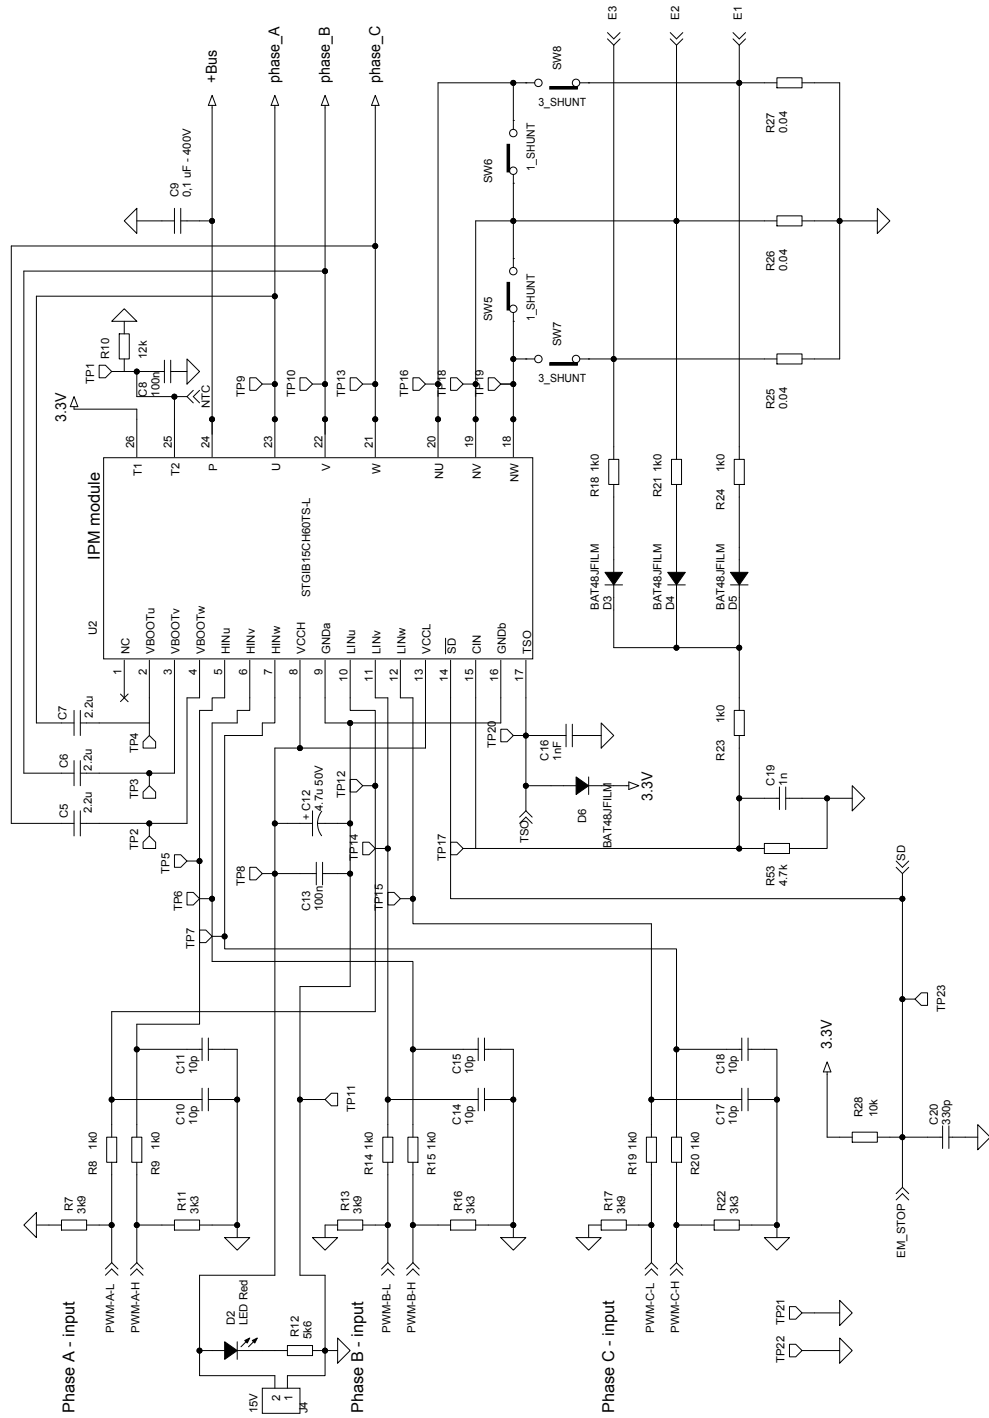 E3
E2
E1
+Bus
phase_A
phase_B
phase_C
SW8
3_SHUNT
SW6
1_SHUNT
SW5
1_SHUNT
SW7
3_SHUNT
R27
0.04
R26
0.04
R25
0.04
C9
0,1 uF - 400V
R10
12k
TP1
C8
100n
NTC
3.3V
TP9
TP10
TP13
TP16
TP18
TP19
26
25
24
23
22
21
20
19
18
T1
T2
P
U
V
W
NU
NV
NW
IPM module
STGIB15CH60TS-L
U2
NC
VBOOTu
VBOOTv
VBOOTw
HINu
HINv
HINw
VCCH
GNDa
LINu
LINv
LINw
VCCL
SD
CIN
GNDb
TSO
1
2
3
4
5
6
7
8
9
10
11
12
13
14
15
16
17
R18 1k0
R21 1k0
R24 1k0
BAT48JFILM
D3
BAT48JFILM
D4
BAT48JFILM
D5
C7
2.2u
C6
2.2u
C5
2.2u
TP4
TP3
TP2
TP5
TP6
TP7
TP8
C12
+
4.7u 50V
C13
100n
TP12
TP14
TP15
TP17
TP20
C16
1nF
TSO
D6
BAT48JFILM
3.3V
R23 1k0
C19
1n
R53
4.7k
SD
TP23
3.3V
R28
10k
C20
330p
EM_STOP
C11
10p
C10
10p
R8 1k0
R9 1k0
R7
3k9
R11
3k3
PWM-A-L
PWM-A-H
Phase A - input
TP11
D2
LED Red
R12
5k6
15V
2
1
J4
C15
10p
C14
10p
R14 1k0
R15 1k0
R13
3k9
R16
3k3
PWM-B-L
PWM-B-H
Phase B - input
C18
10p
C17
10p
R19 1k0
R20 1k0
R17
3k9
R22
3k3
PWM-C-L
PWM-C-H
Phase C - input
TP21
TP22